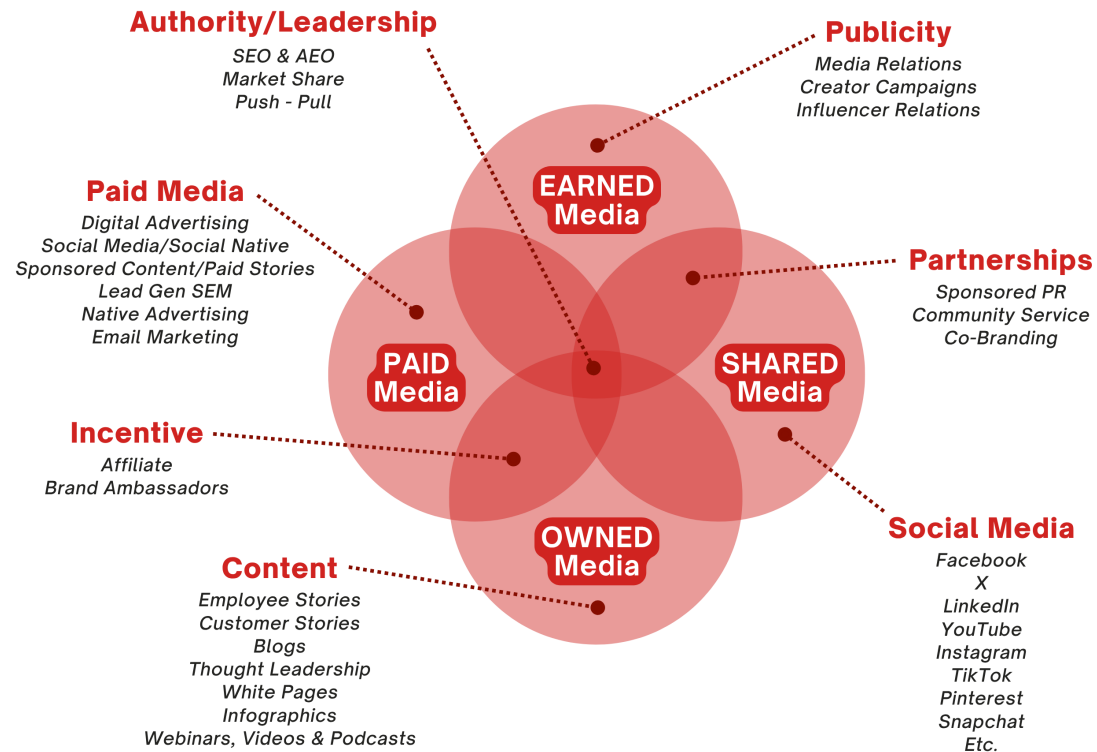 Authority/Leadership
SEO & AEO
Market Share
Push - Pull
Publicity
Media Relations
Creator Campaigns
Influencer Relations
EARNED
Media
Paid Media
Digital Advertising
Social Media/Social Native
Sponsored Content/Paid Stories
Lead Gen SEM
Native Advertising
Email Marketing
Partnerships
Sponsored PR
Community Service
Co-Branding
PAID
Media
SHARED
Media
Incentive
Affiliate
Brand Ambassadors
OWNED
Media
Social Media
Facebook
X
LinkedIn
YouTube
Instagram
TikTok
Pinterest
Snapchat
Etc.
Content
Employee Stories
Customer Stories
Blogs
Thought Leadership
White Pages
Infographics
Webinars, Videos & Podcasts